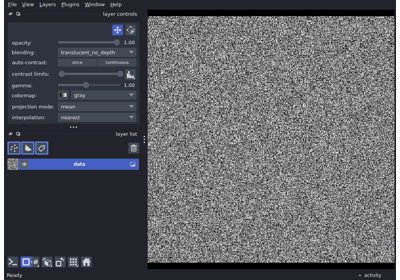 File View Layers Plugins Window Help
layer controls
opacity: 1.00
blending: translucent_no_depth
auto-contrast: once continuous
contrast limits:
gamma: 1.00
colormap: gray
projection mode: mean
interpolation: nearest
layer list
data
Ready activity